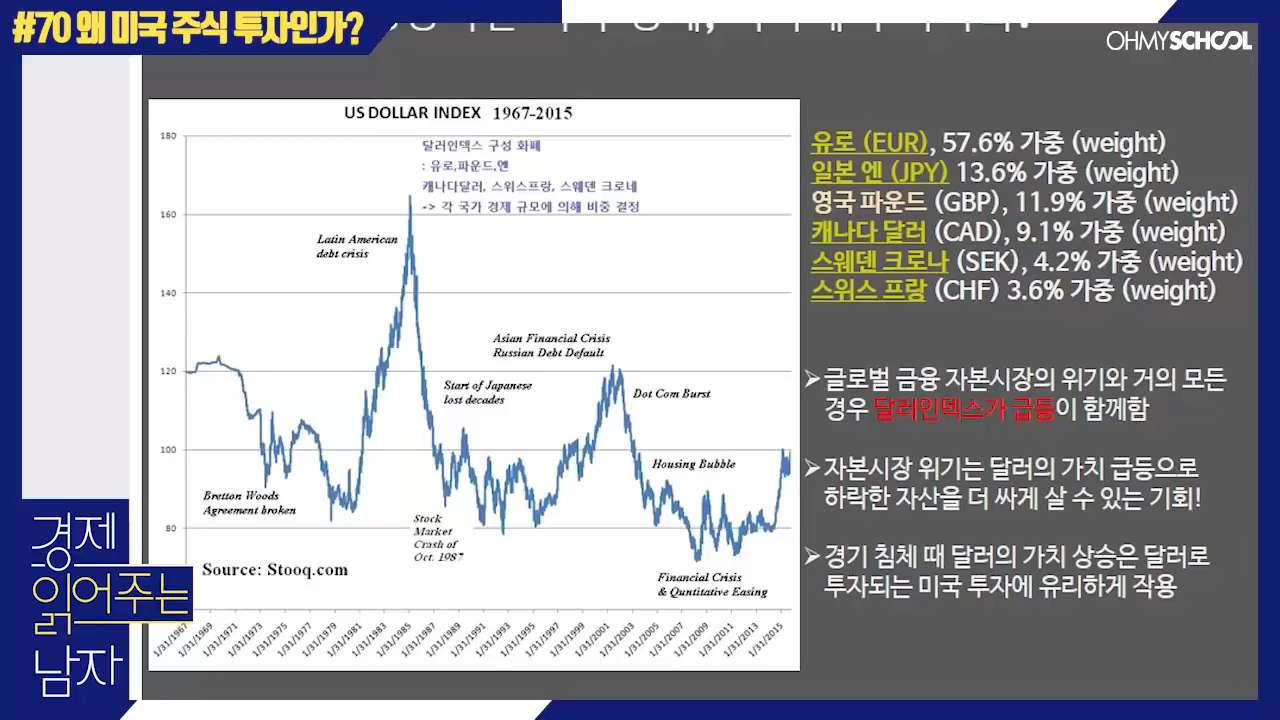 #70 왜 미국 주식 투자인가?
OHMYSCHOOL
US DOLLAR INDEX 1967-2015
달러인덱스 구성 화폐
: 유로,파운드,엔
캐나다달러, 스위스프랑, 스웨덴 크로네
-> 각 국가 경제 규모에 의해 비중 결정
180
160
140
120
100
80
Latin American
debt crisis
Asian Financial Crisis
Russian Debt Default
Start of Japanese
lost decades
Dot Com Burst
Housing Bubble
Bretton Woods
Agreement broken
Stock
Market
Crash of
Oct. 1987
Source: Stooq.com
Financial Crisis
& Quntitative Easing
1/31/1967
1/31/1969
1/31/1971
1/31/1973
1/31/1975
1/31/1977
1/31/1979
1/31/1981
1/31/1983
1/31/1985
1/31/1987
1/31/1989
1/31/1991
1/31/1993
1/31/1995
1/31/1997
1/31/1999
1/31/2001
1/31/2003
1/31/2005
1/31/2007
1/31/2009
1/31/2011
1/31/2013
1/31/2015
유로 (EUR), 57.6% 가중 (weight)
일본 엔 (JPY) 13.6% 가중 (weight)
영국 파운드 (GBP), 11.9% 가중 (weight)
캐나다 달러 (CAD), 9.1% 가중 (weight)
스웨덴 크로나 (SEK), 4.2% 가중 (weight)
스위스 프랑 (CHF) 3.6% 가중 (weight)
➢글로벌 금융 자본시장의 위기와 거의 모든
경우 달러인덱스가 급등이 함께함
➢자본시장 위기는 달러의 가치 급등으로
하락한 자산을 더 싸게 살 수 있는 기회!
➢경기 침체 때 달러의 가치 상승은 달러로
투자되는 미국 투자에 유리하게 작용
경제
읽어주는
남자